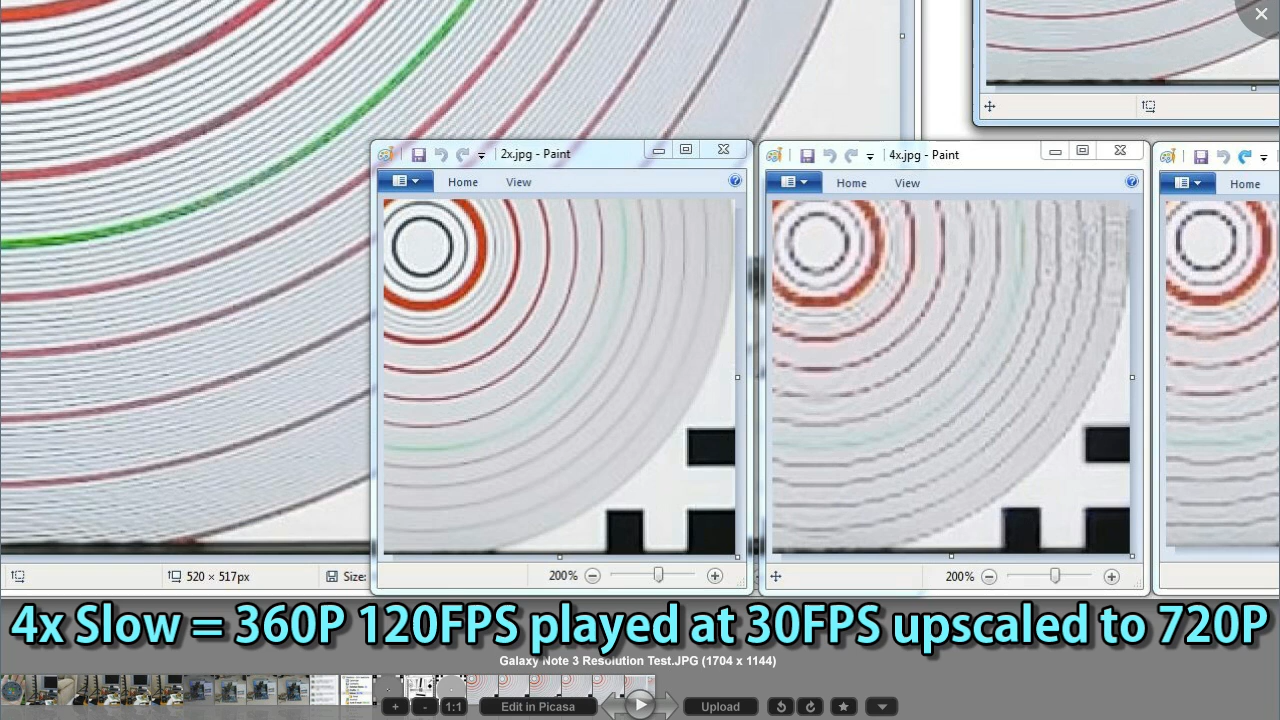 2x.jpg - Paint
4x.jpg - Paint
Home View
Home View
Home
200%
200%
520 × 517px
Size:
4x Slow = 360P 120FPS played at 30FPS upscaled to 720P
Galaxy Note 3 Resolution Test.JPG (1704 x 1144)
+ - 1:1 Edit in Picasa Upload